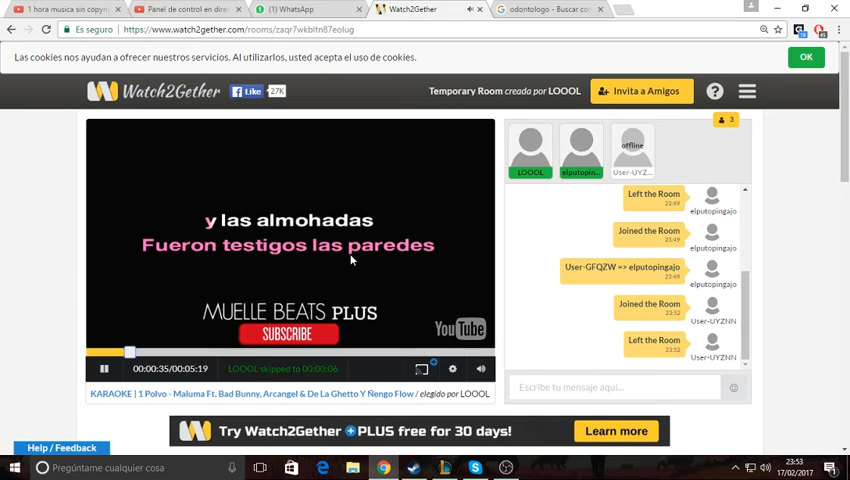 1 hora musica sin copyri
Panel de control en direc
(1) WhatsApp
Watch2Gether
odontologo - Buscar con
Es seguro
https://www.watch2gether.com/rooms/zaqr7wkbltn87eolug
Las cookies nos ayudan a ofrecer nuestros servicios. Al utilizarlos, usted acepta el uso de cookies.
OK
Watch2Gether
Like
27K
Temporary Room creada por LOOOL
Invita a Amigos
3
y las almohadas
Fueron testigos las paredes
MUELLE BEATS PLUS
SUBSCRIBE
YouTube
00:00:35/00:05:19
LOOOL skipped to 00:00:06
KARAOKE | 1 Polvo - Maluma Ft. Bad Bunny, Arcangel & De La Ghetto Y Ñengo Flow / elegido por LOOOL
offline
LOOOL
elputopin...
User-UYZ...
Left the Room
23:49
elputopingajo
Joined the Room
23:49
elputopingajo
User-GFQZW => elputopingajo
23:49
elputopingajo
Joined the Room
23:52
User-UYZNN
Left the Room
23:52
User-UYZNN
Escribe tu mensaje aquí...
Try Watch2Gether PLUS free for 30 days!
Learn more
Help / Feedback
Pregúntame cualquier cosa
23:53
17/02/2017